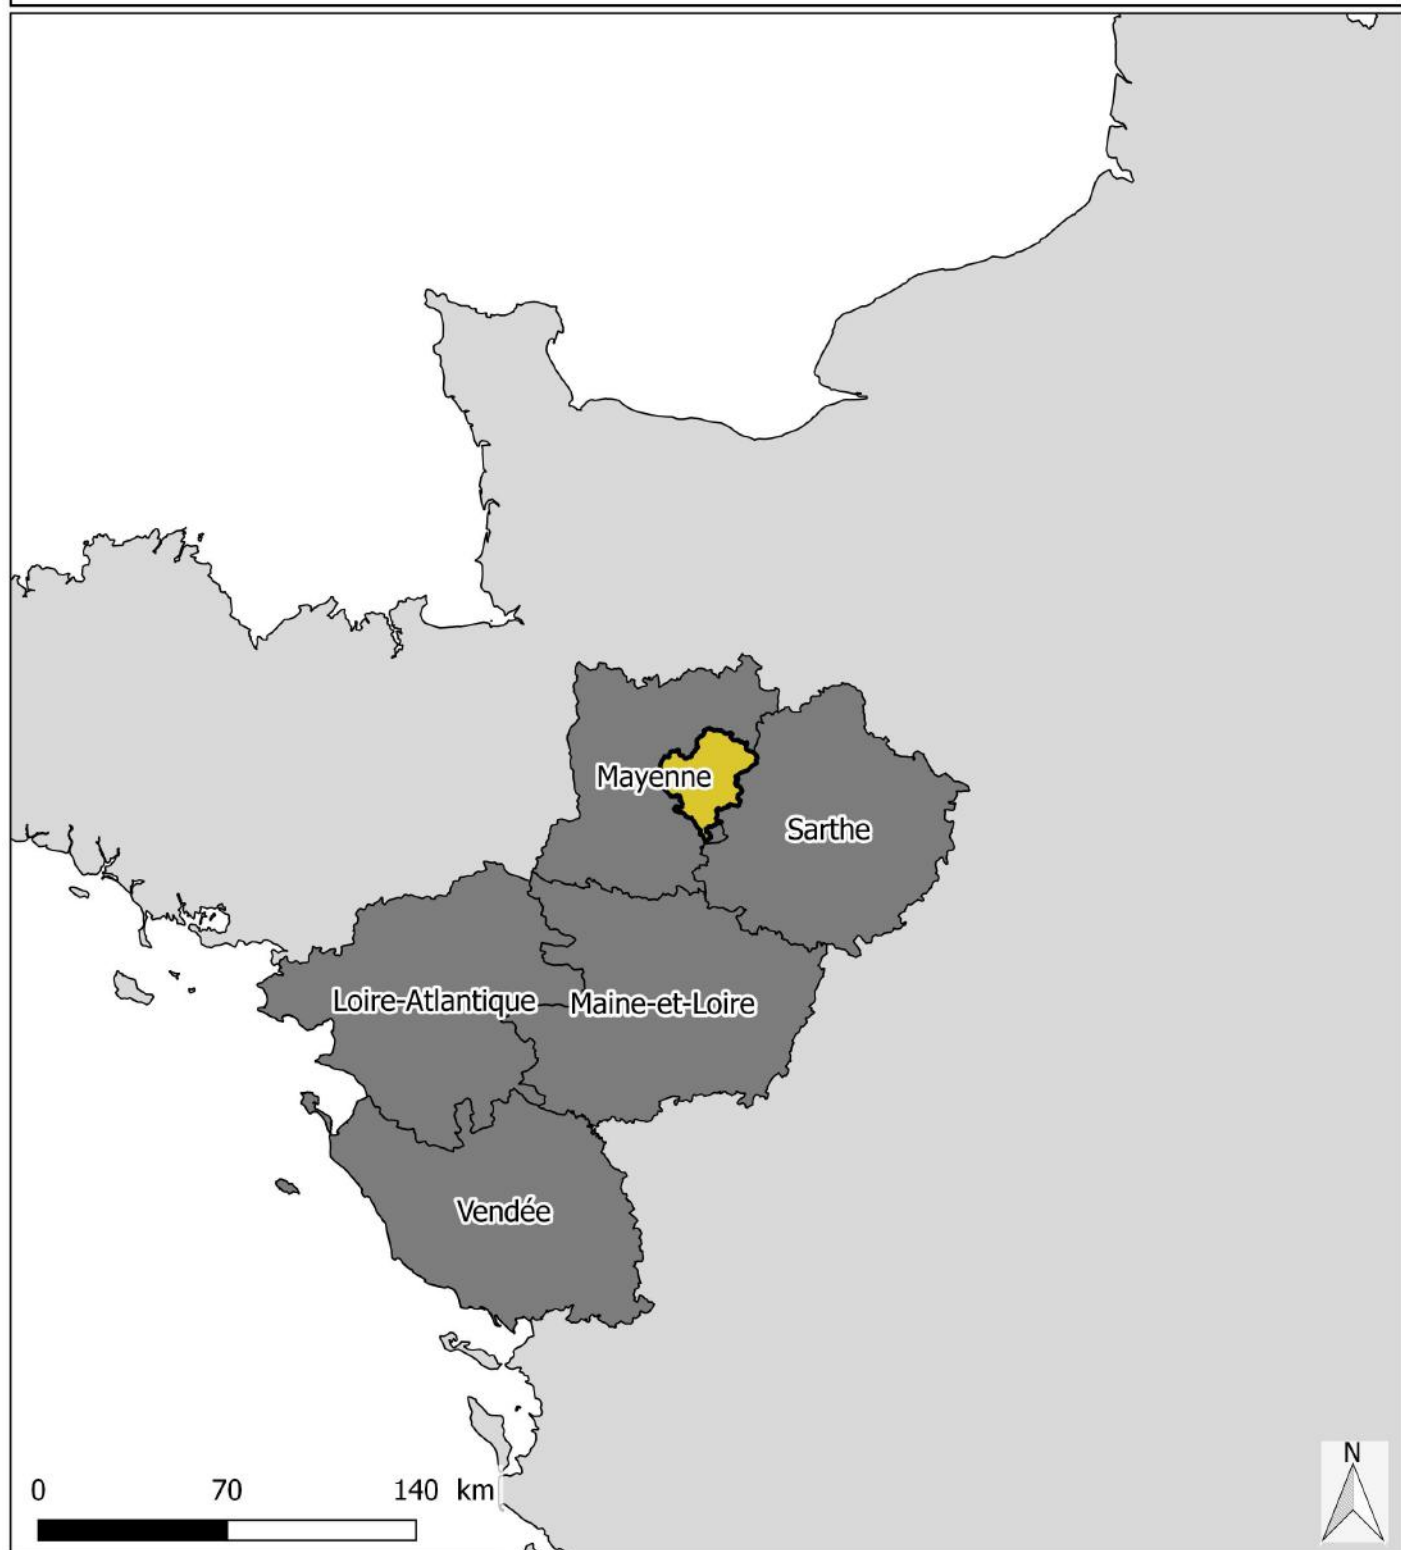 Mayenne
Sarthe
Loire-Atlantique
Maine-et-Loire
Vendée
0 70 140 km
N